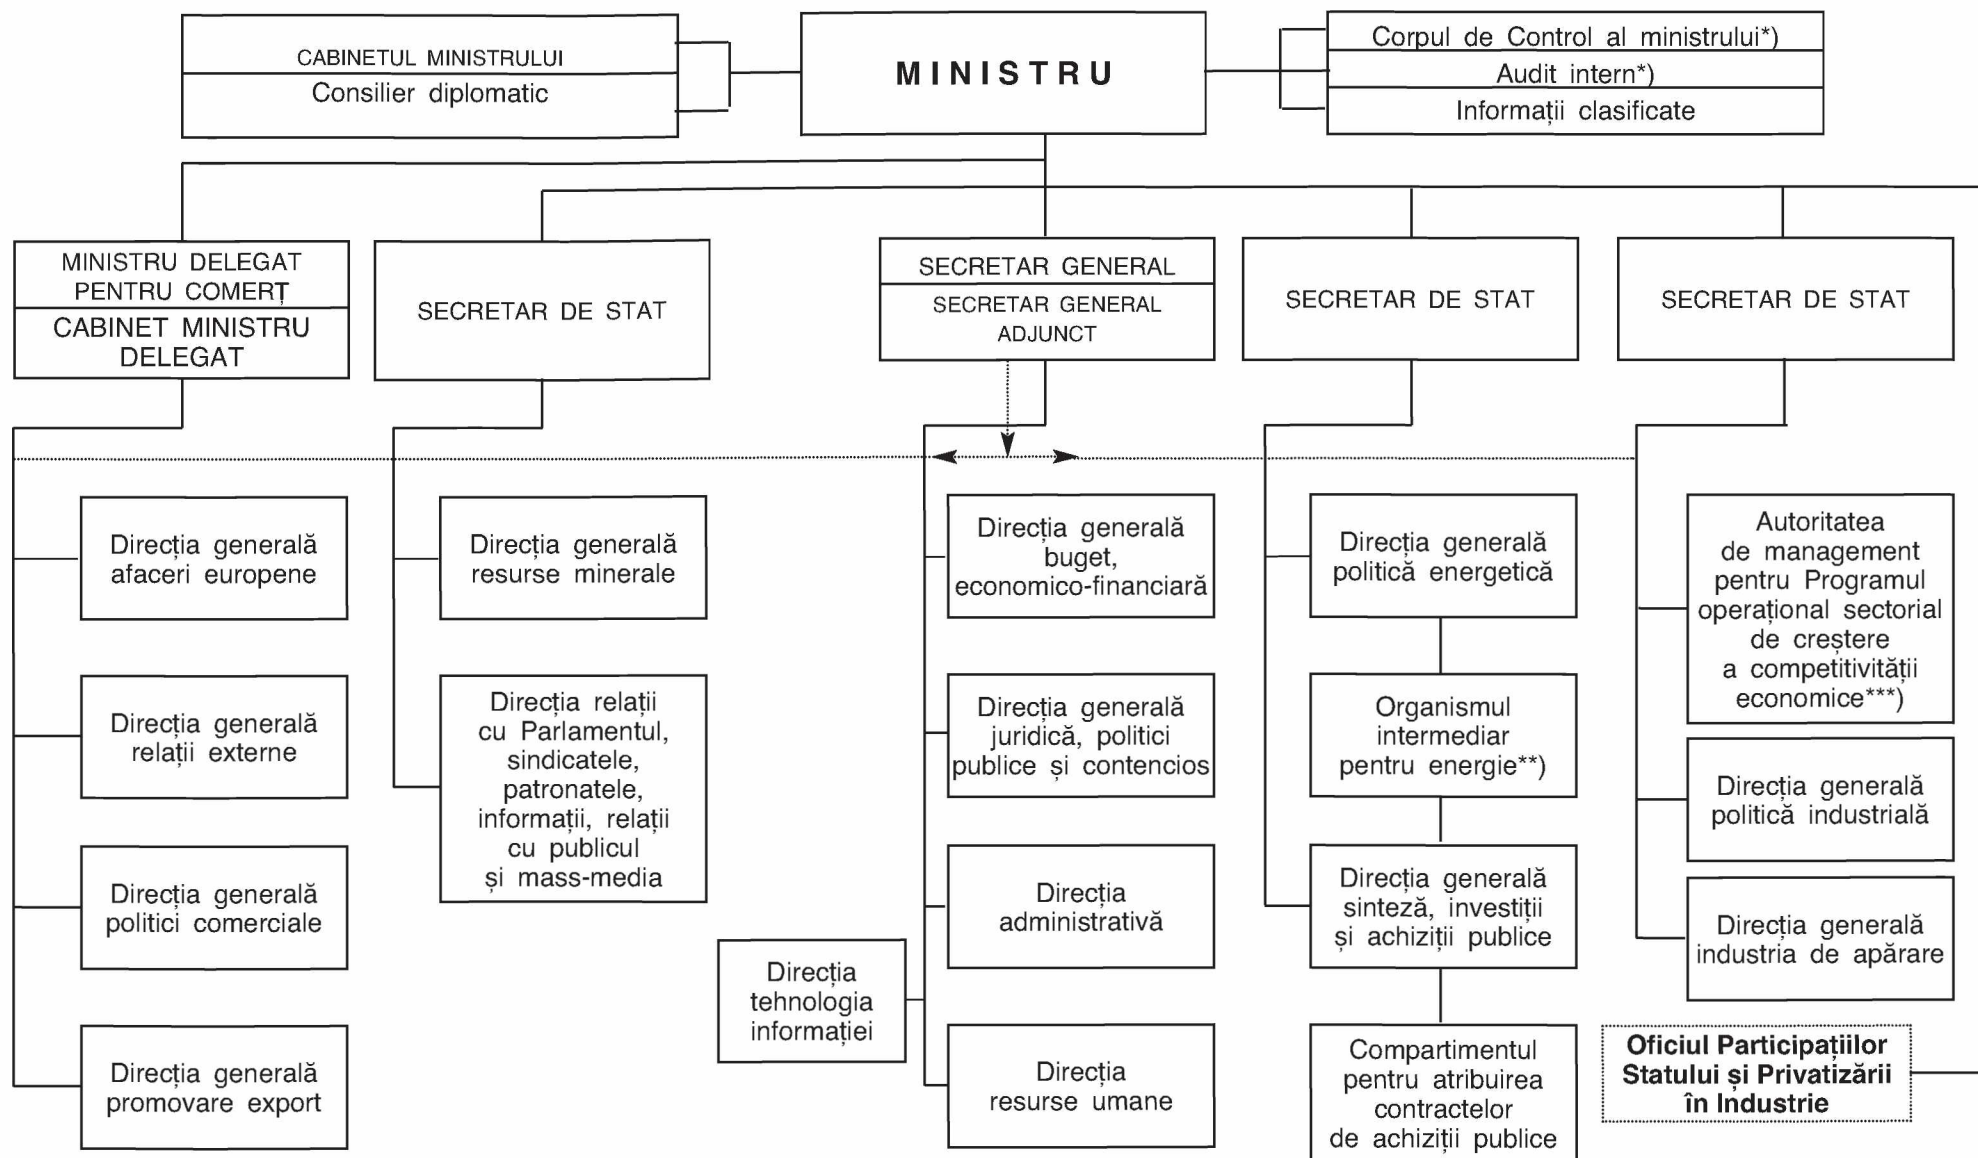 CABINETUL MINISTRULUI
Consilier diplomatic
MINISTRU
Corpul de Control al ministrului*)
Audit intern*)
Informații clasificate
MINISTRU DELEGAT
PENTRU COMERȚ
CABINET MINISTRU
DELEGAT
SECRETAR DE STAT
SECRETAR GENERAL
SECRETAR GENERAL
ADJUNCT
SECRETAR DE STAT
SECRETAR DE STAT
Direcția generală
afaceri europene
Direcția generală
relații externe
Direcția generală
politici comerciale
Direcția generală
promovare export
Direcția generală
resurse minerale
Direcția relații
cu Parlamentul,
sindicatele,
patronatele,
informații, relații
cu publicul
și mass-media
Direcția generală
buget,
economico-financiară
Direcția generală
juridică, politici
publice și contencios
Direcția
administrativă
Direcția
tehnologia
informației
Direcția
resurse umane
Direcția generală
politică energetică
Organismul
intermediar
pentru energie**)
Direcția generală
sinteză, investiții
și achiziții publice
Compartimentul
pentru atribuirea
contractelor
de achiziții publice
Autoritatea
de management
pentru Programul
operațional sectorial
de creștere
a competitivității
economice***)
Direcția generală
politică industrială
Direcția generală
industria de apărare
Oficiul Participațiilor
Statului și Privatizării
în Industrie